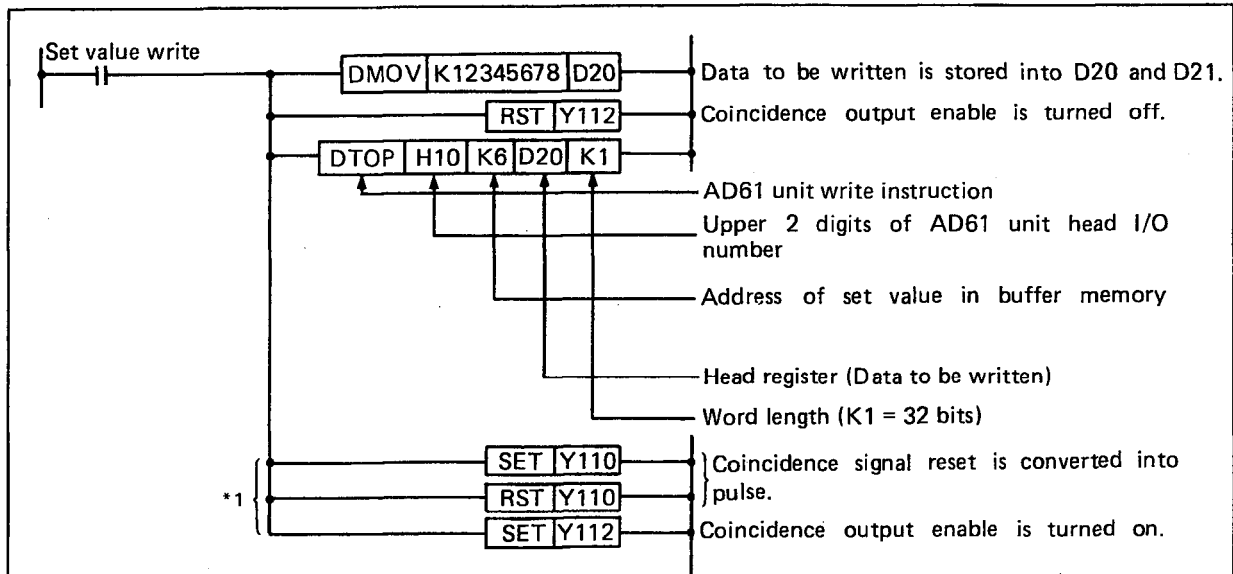 Set value write
DMOV K12345678 D20 Data to be written is stored into D20 and D21.
RST Y112 Coincidence output enable is turned off.
DTOP H10 K6 D20 K1
AD61 unit write instruction
Upper 2 digits of AD61 unit head I/O
number
Address of set value in buffer memory
Head register (Data to be written)
Word length (K1 = 32 bits)
SET Y110 Coincidence signal reset is converted into
*1 RST Y110 pulse.
SET Y112 Coincidence output enable is turned on.